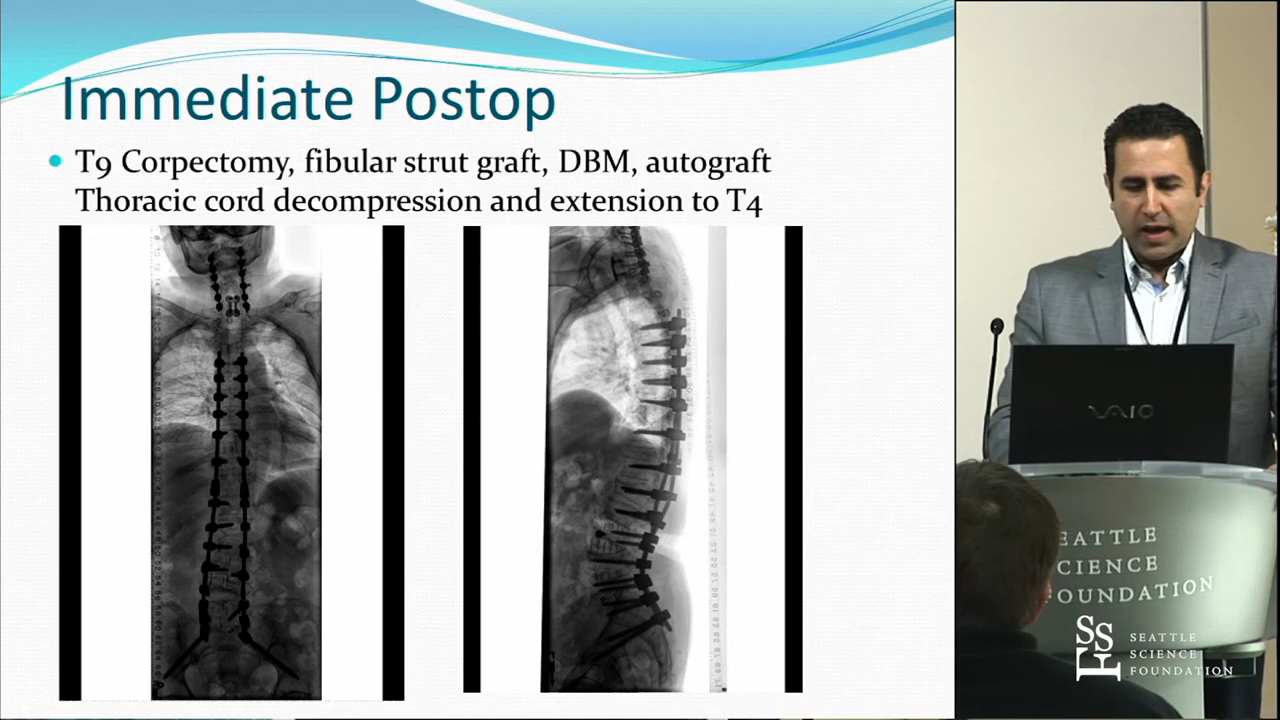 Immediate Postop
T9 Corpectomy, fibular strut graft, DBM, autograft
Thoracic cord decompression and extension to T4
VAIO
SEATTLE
SCIENCE
FOUNDATION
SSF
SEATTLE
SCIENCE
FOUNDATION